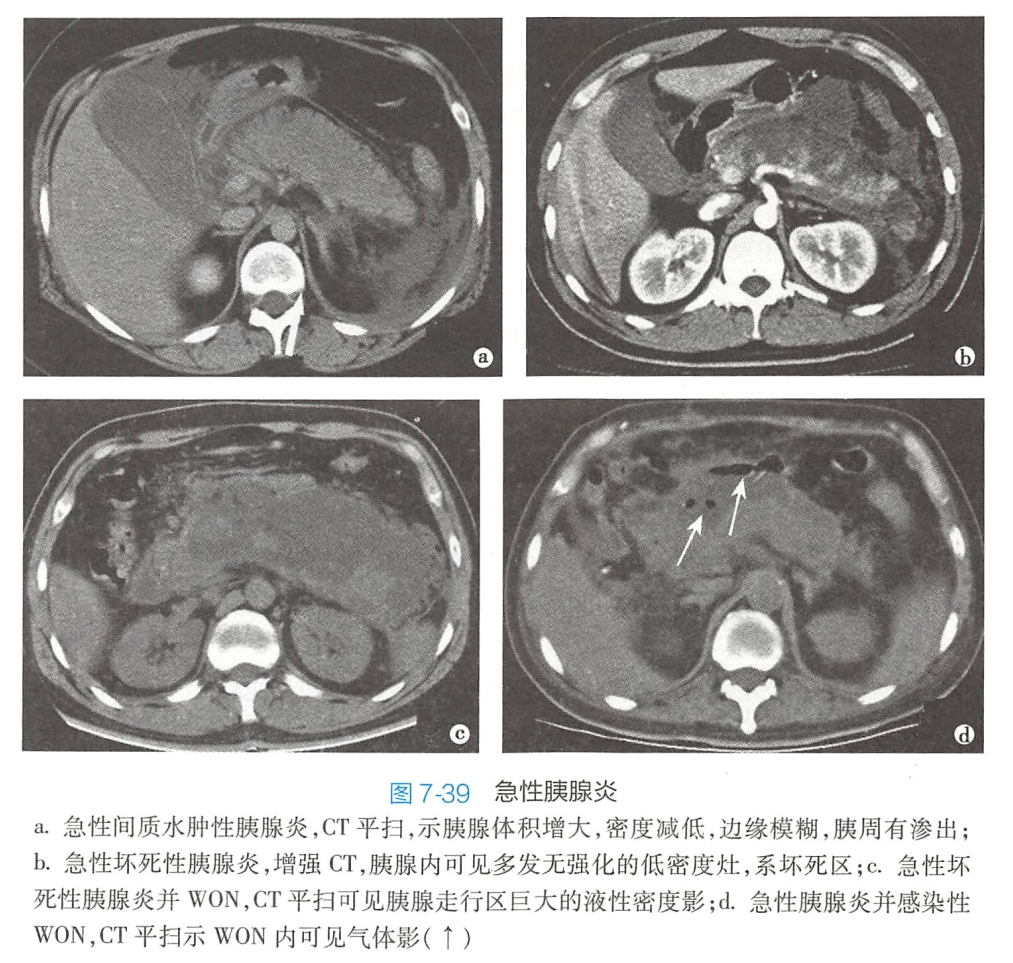 a
b
c
d
图 7-39 急性胰腺炎
a. 急性间质水肿性胰腺炎,CT 平扫,示胰腺体积增大,密度减低,边缘模糊,胰周有渗出;
b. 急性坏死性胰腺炎,增强 CT,胰腺内可见多发无强化的低密度灶,系坏死区;c. 急性坏
死性胰腺炎并 WON,CT 平扫可见胰腺走行区巨大的液性密度影;d. 急性胰腺炎并感染性
WON,CT 平扫示 WON 内可见气体影(↑)